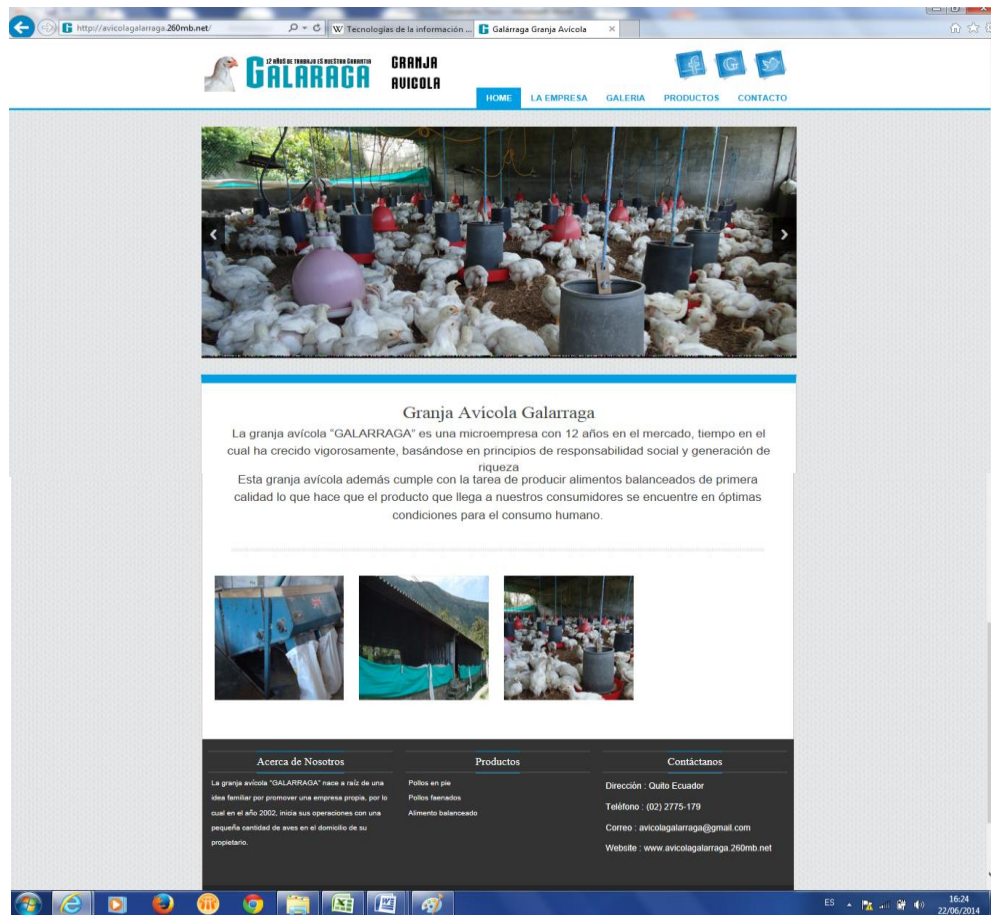 http://avicolagalarraga.260mb.net/
W Tecnologías de la información ...
Galárraga Granja Avícola
12 AÑOS DE TRABAJO ES NUESTRA GARANTIA
GALARAGA
GRANJA
AVICOLA
HOME LA EMPRESA GALERIA PRODUCTOS CONTACTO
Granja Avícola Galarraga
La granja avícola "GALARRAGA" es una microempresa con 12 años en el mercado, tiempo en el
cual ha crecido vigorosamente, basándose en principios de responsabilidad social y generación de
riqueza
Esta granja avícola además cumple con la tarea de producir alimentos balanceados de primera
calidad lo que hace que el producto que llega a nuestros consumidores se encuentre en óptimas
condiciones para el consumo humano.
Acerca de Nosotros
La granja avícola "GALARRAGA" nace a raíz de una
idea familiar por promover una empresa propia, por lo
cual en el año 2002, inicia sus operaciones con una
pequeña cantidad de aves en el domicilio de su
propietario.
Productos
Pollos en pie
Pollos faenados
Alimento balanceado
Contáctanos
Dirección : Quito Ecuador
Teléfono : (02) 2775-179
Correo : avicolagalarraga@gmail.com
Website : www.avicolagalarraga.260mb.net
ES
16:24
22/06/2014